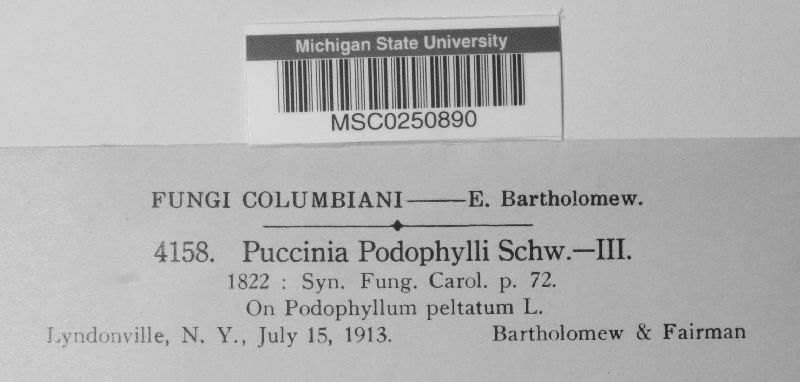 Michigan State University
MSC0250890
FUNGI COLUMBIANI——E. Bartholomew.
4158. Puccinia Podophylli Schw.—III.
1822 : Syn. Fung. Carol. p. 72.
On Podophyllum peltatum L.
Lyndonville, N. Y., July 15, 1913. Bartholomew & Fairman